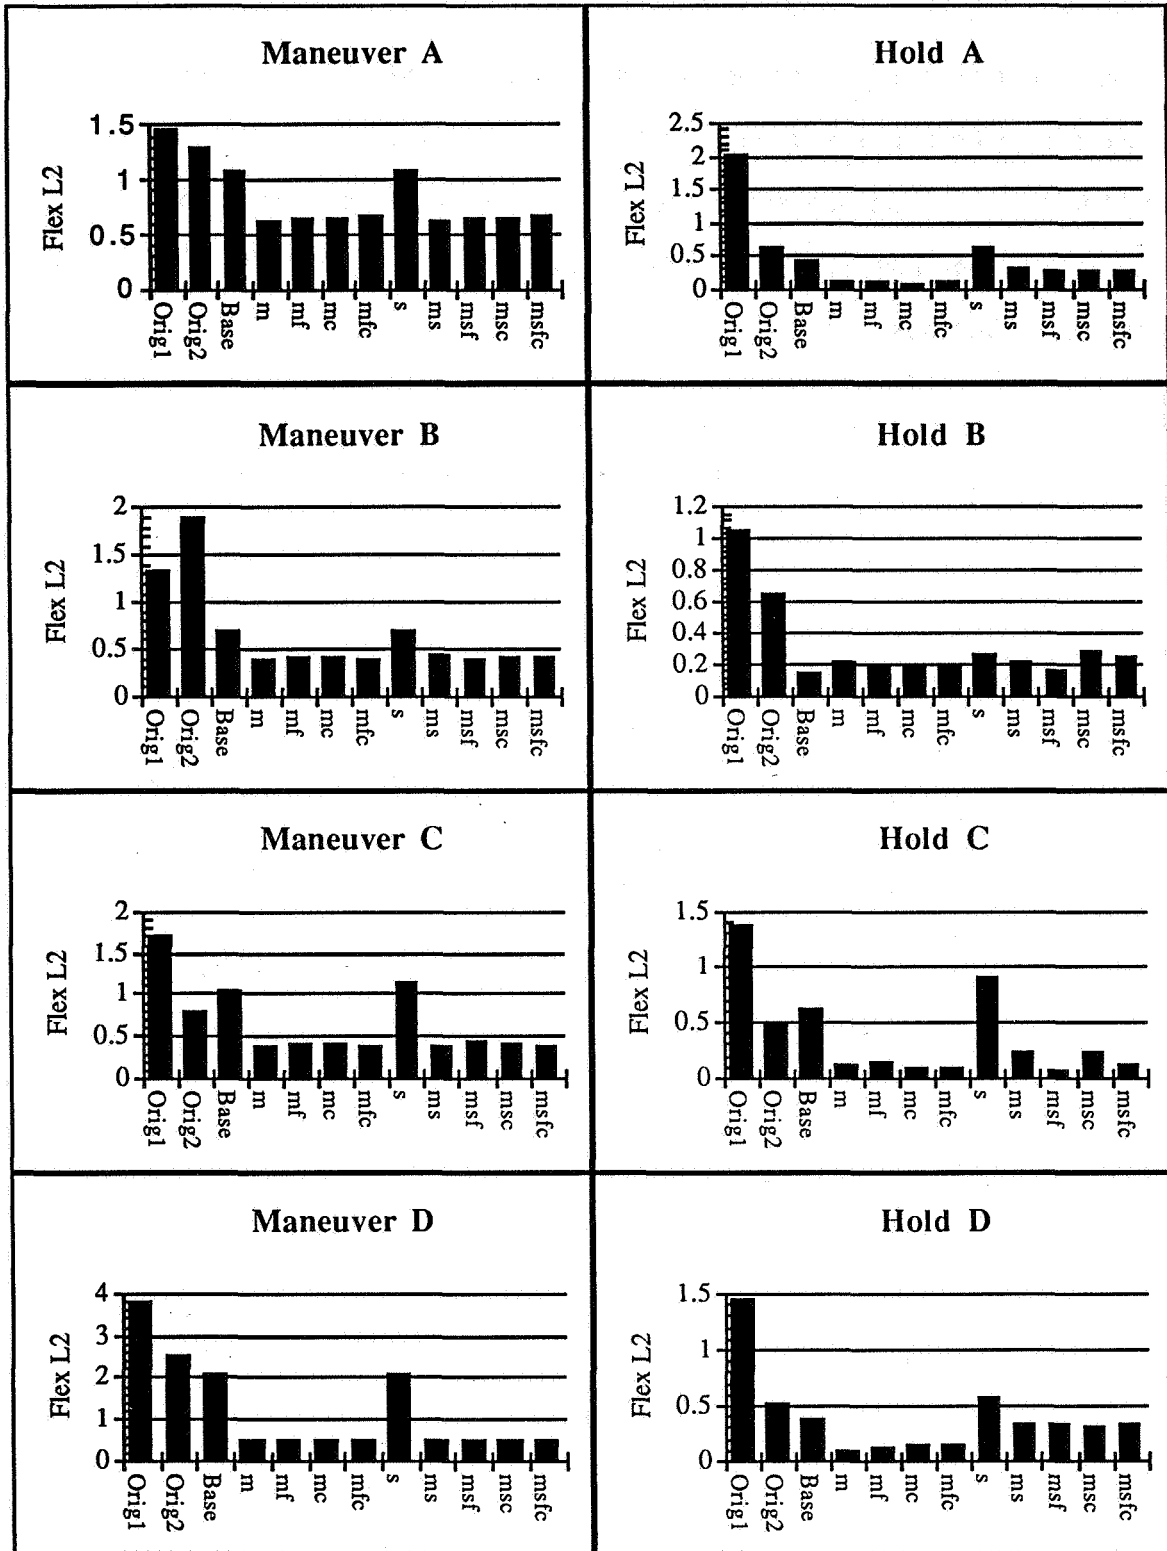 Maneuver A
Flex L2
1.5
1
0.5
0
Orig1 Orig2 Base m mf mc mfc s ms msf msc msfc
Hold A
Flex L2
2.5
2
1.5
1
0.5
0
Orig1 Orig2 Base m mf mc mfc s ms msf msc msfc
Maneuver B
Flex L2
2
1.5
1
0.5
0
Orig1 Orig2 Base m mf mc mfc s ms msf msc msfc
Hold B
Flex L2
1.2
1
0.8
0.6
0.4
0.2
0
Orig1 Orig2 Base m mf mc mfc s ms msf msc msfc
Maneuver C
Flex L2
2
1.5
1
0.5
0
Orig1 Orig2 Base m mf mc mfc s ms msf msc msfc
Hold C
Flex L2
1.5
1
0.5
0
Orig1 Orig2 Base m mf mc mfc s ms msf msc msfc
Maneuver D
Flex L2
4
3
2
1
0
Orig1 Orig2 Base m mf mc mfc s ms msf msc msfc
Hold D
Flex L2
1.5
1
0.5
0
Orig1 Orig2 Base m mf mc mfc s ms msf msc msfc